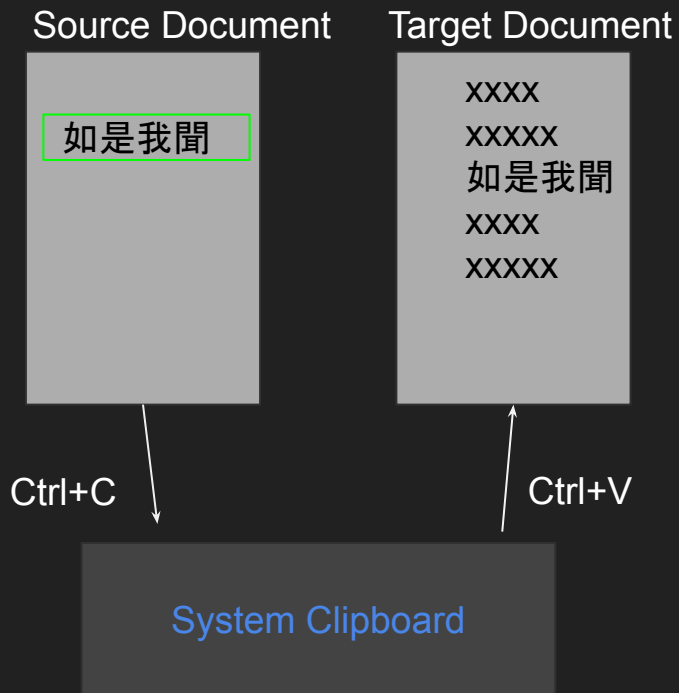 Source Document
Target Document
如是我聞
xxxx
xxxxx
如是我聞
xxxx
xxxxx
Ctrl+C
Ctrl+V
System Clipboard